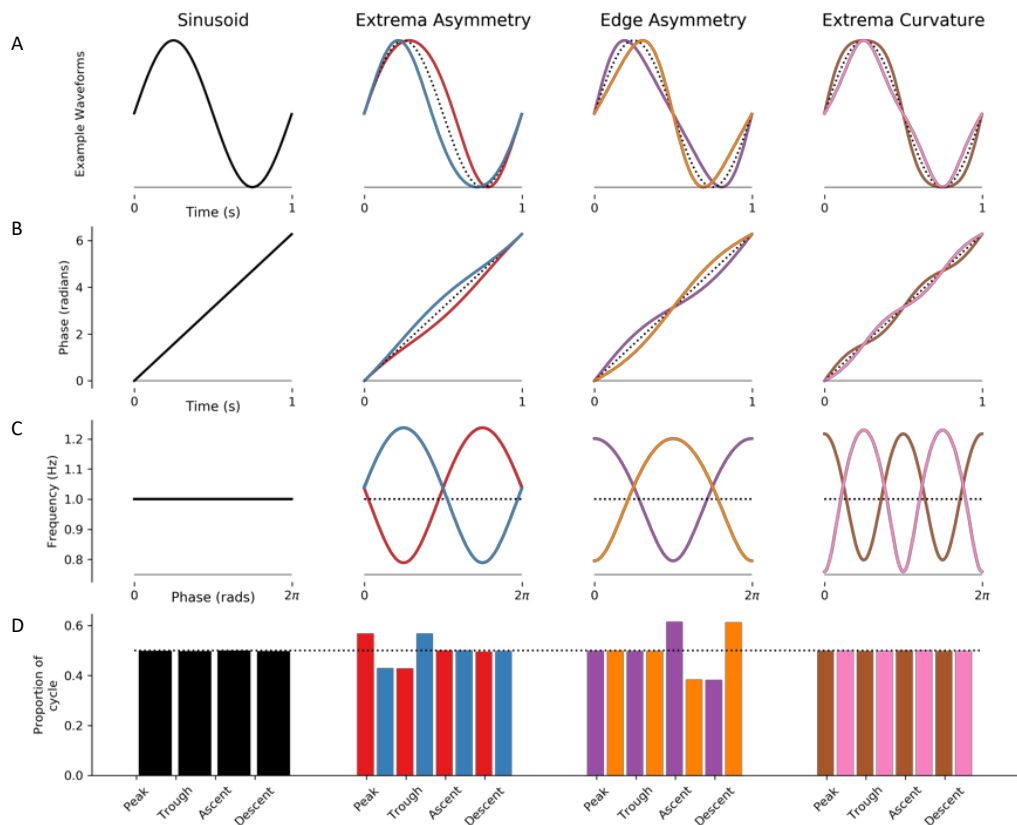 Sinusoid Extrema Asymmetry Edge Asymmetry Extrema Curvature
A
Example Waveforms
0 Time (s) 1 0 1 0 1 0 1
B
Phase (radians)
6
4
2
0
0 Time (s) 1 0 1 0 1 0 1
C
Frequency (Hz)
1.2
1.1
1.0
0.9
0.8
0 Phase (rads) 2π 0 2π 0 2π 0 2π
D
Proportion of
cycle
0.6
0.4
0.2
0.0
Peak Trough Ascent Descent Peak Trough Ascent Descent Peak Trough Ascent Descent Peak Trough Ascent Descent